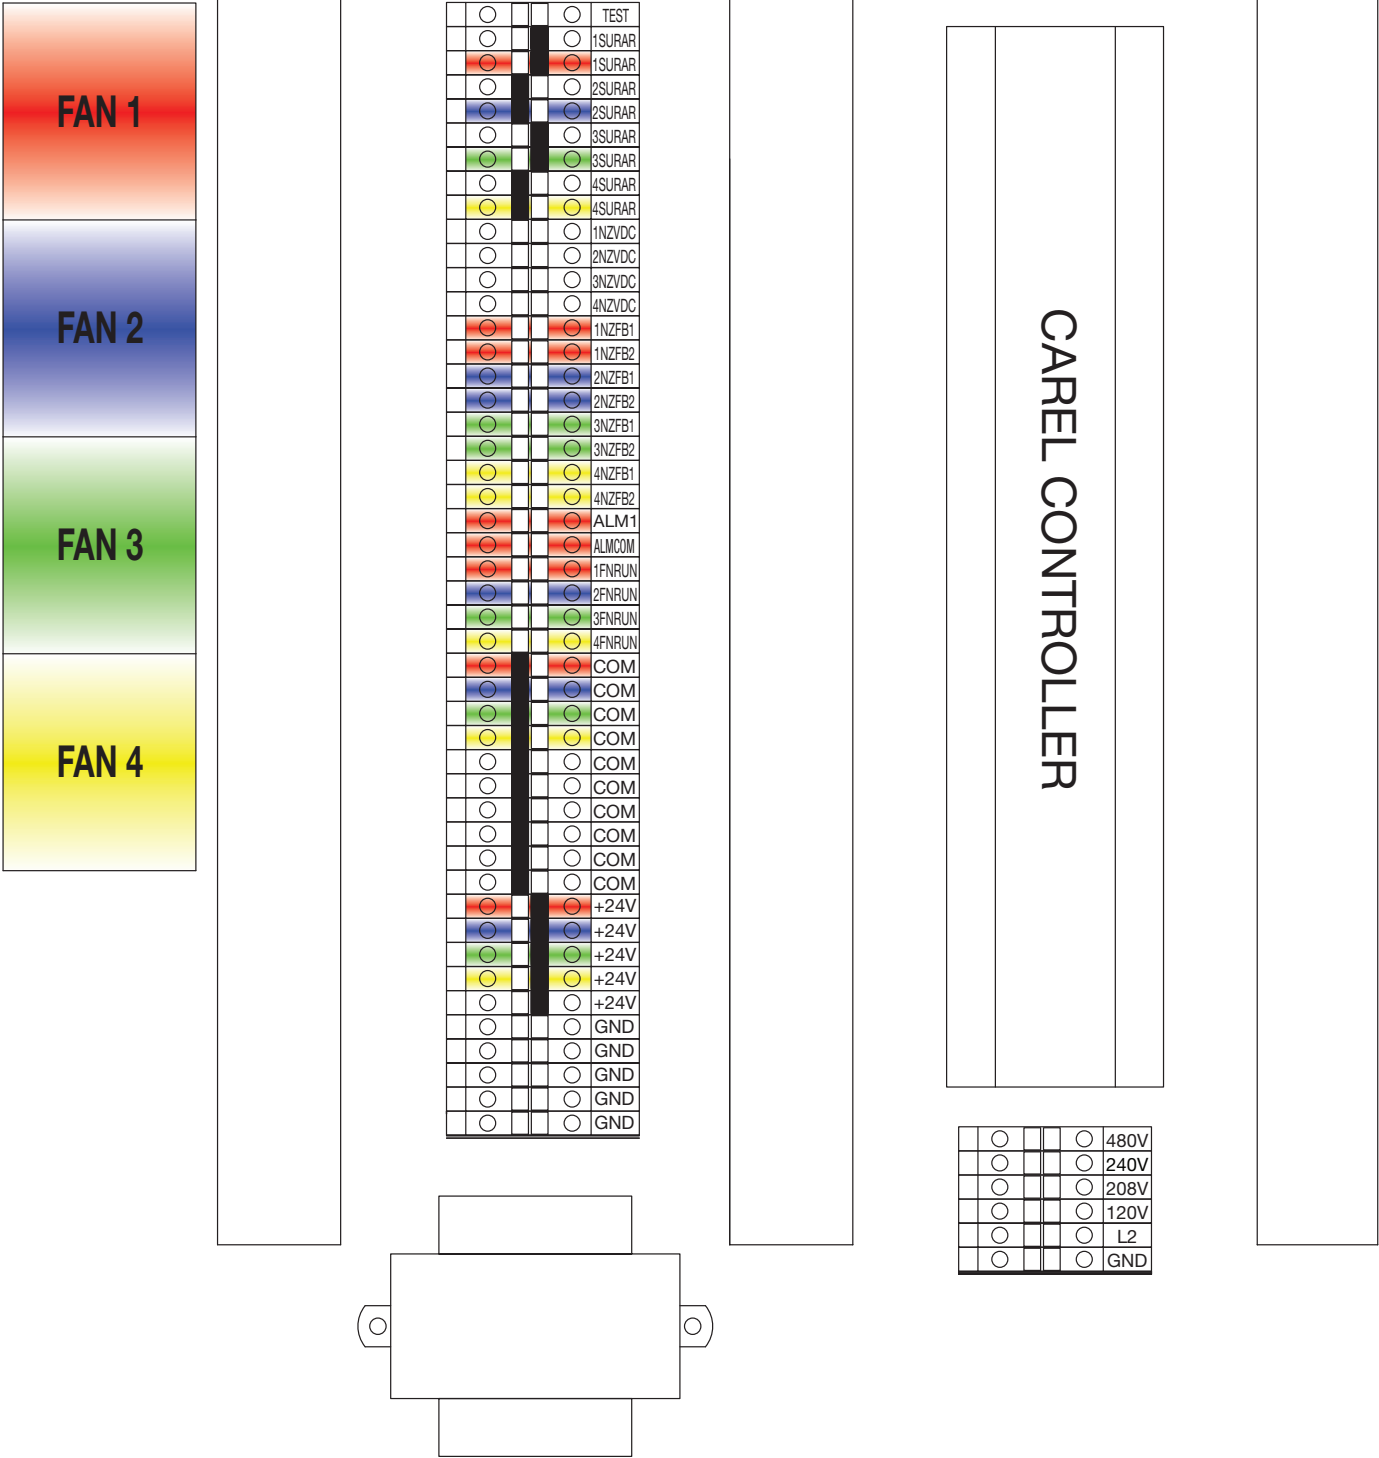 FAN 1
FAN 2
FAN 3
FAN 4
TEST
1SURAR
1SURAR
2SURAR
2SURAR
3SURAR
3SURAR
4SURAR
4SURAR
1NZVDC
2NZVDC
3NZVDC
4NZVDC
1NZFB1
1NZFB2
2NZFB1
2NZFB2
3NZFB1
3NZFB2
4NZFB1
4NZFB2
ALM1
ALMCOM
1FNRUN
2FNRUN
3FNRUN
4FNRUN
COM
COM
COM
COM
COM
COM
COM
COM
COM
COM
+24V
+24V
+24V
+24V
+24V
GND
GND
GND
GND
GND
CAREL CONTROLLER
480V
240V
208V
120V
L2
GND